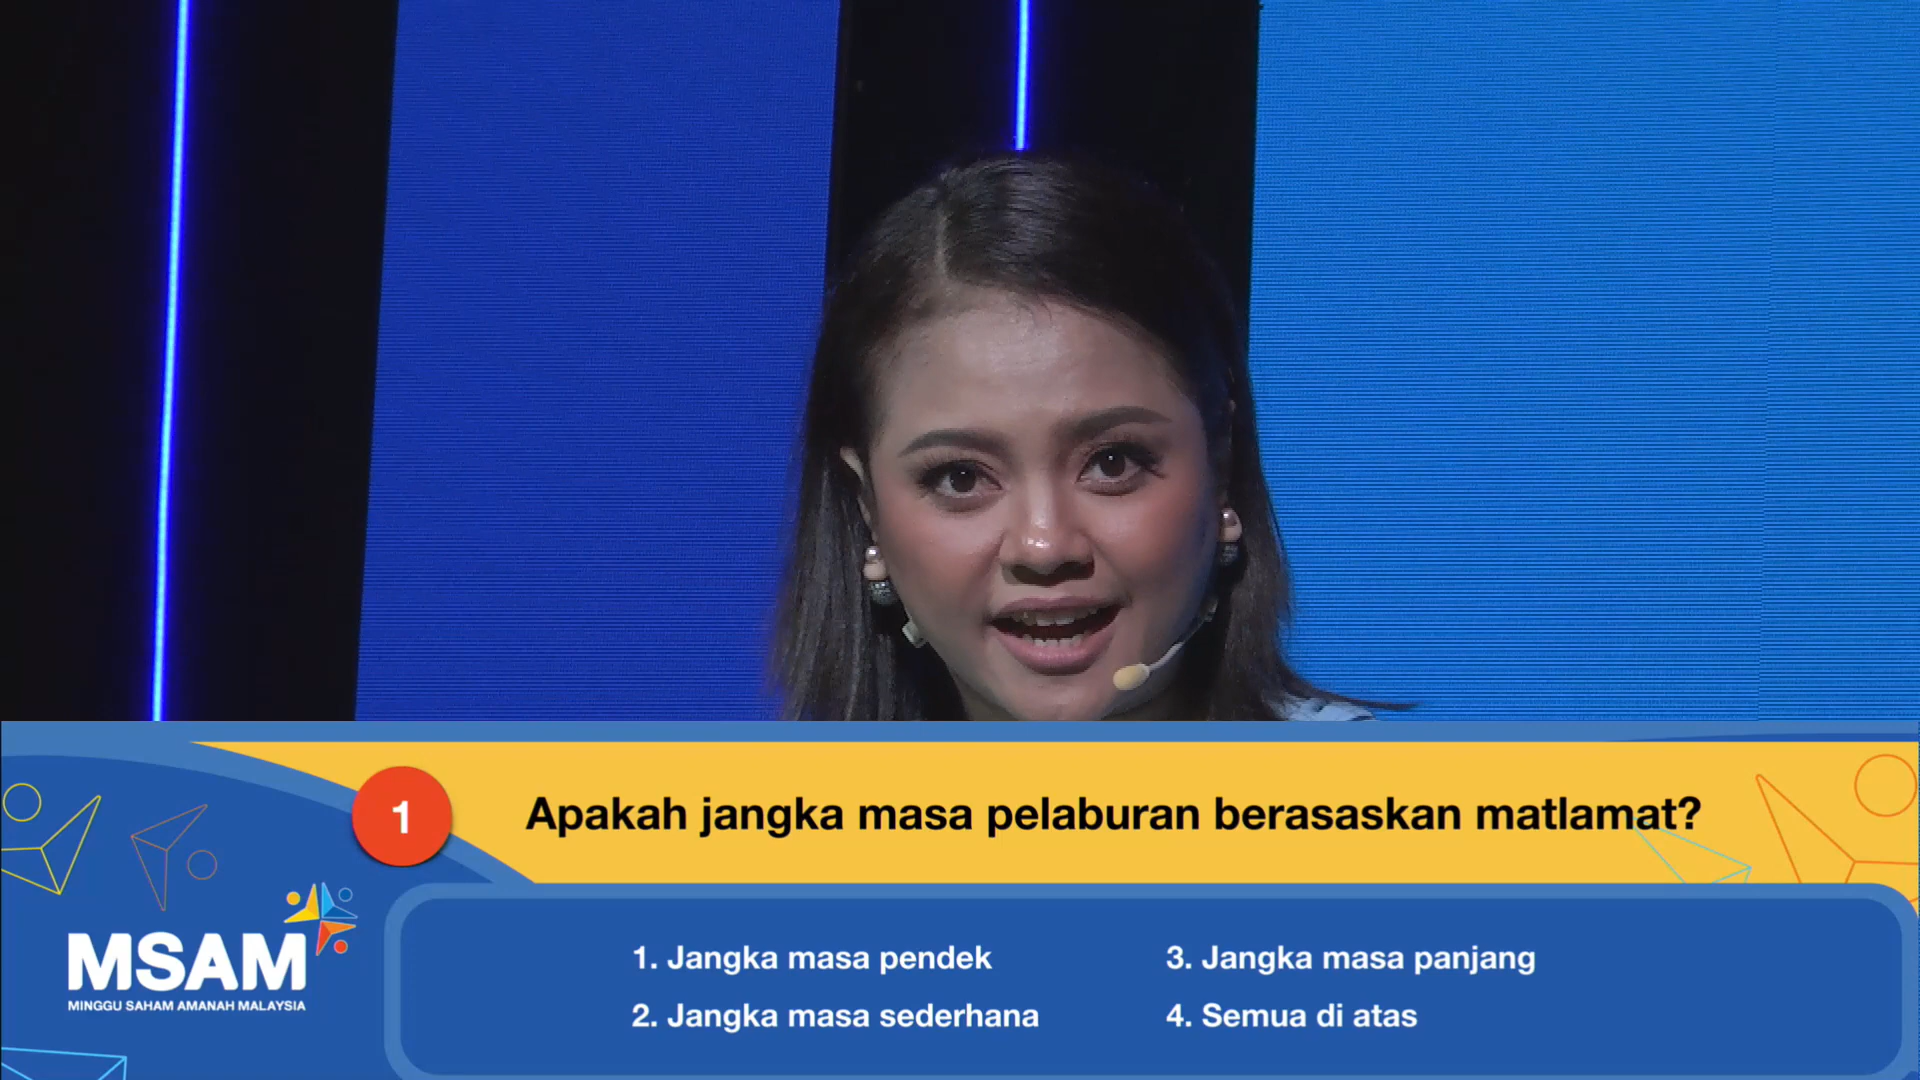 1
Apakah jangka masa pelaburan berasaskan matlamat?
MSAM
MINGGU SAHAM AMANAH MALAYSIA
1. Jangka masa pendek
2. Jangka masa sederhana
3. Jangka masa panjang
4. Semua di atas